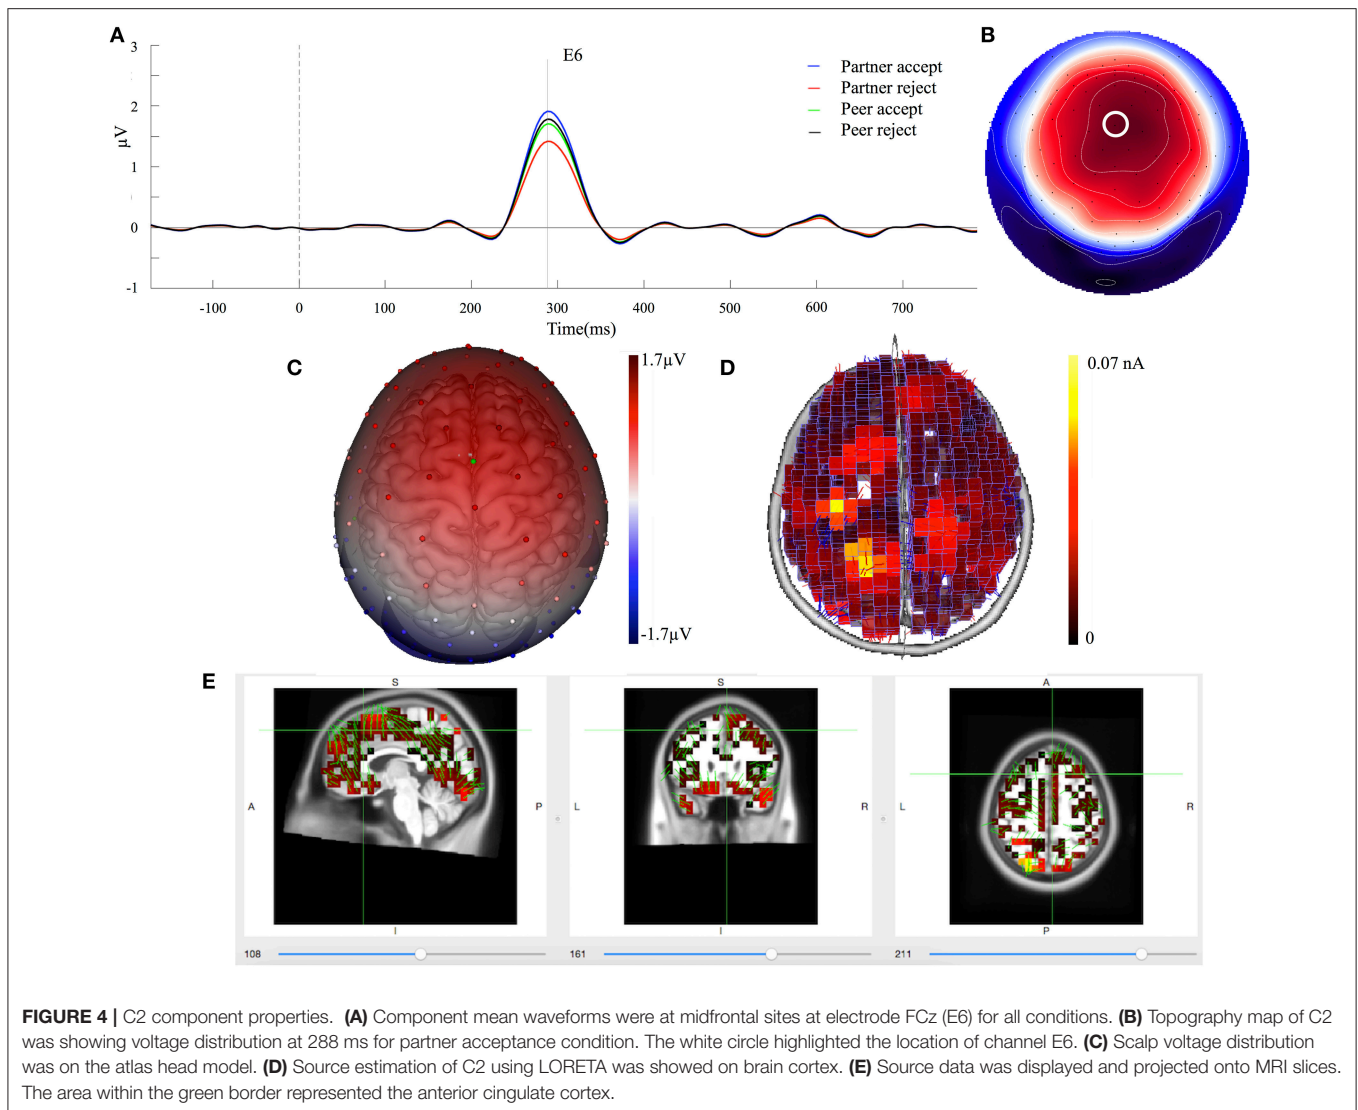 A
3
2
1
0
-1
µV
E6
Partner accept
Partner reject
Peer accept
Peer reject
-100 0 100 200 300 400 500 600 700
Time(ms)
B
C
1.7µV
-1.7µV
D
0.07 nA
0
E
S
A
P
I
108
S
L
R
I
161
A
L
R
P
211
FIGURE 4 | C2 component properties. (A) Component mean waveforms were at midfrontal sites at electrode FCz (E6) for all conditions. (B) Topography map of C2
was showing voltage distribution at 288 ms for partner acceptance condition. The white circle highlighted the location of channel E6. (C) Scalp voltage distribution
was on the atlas head model. (D) Source estimation of C2 using LORETA was showed on brain cortex. (E) Source data was displayed and projected onto MRI slices.
The area within the green border represented the anterior cingulate cortex.